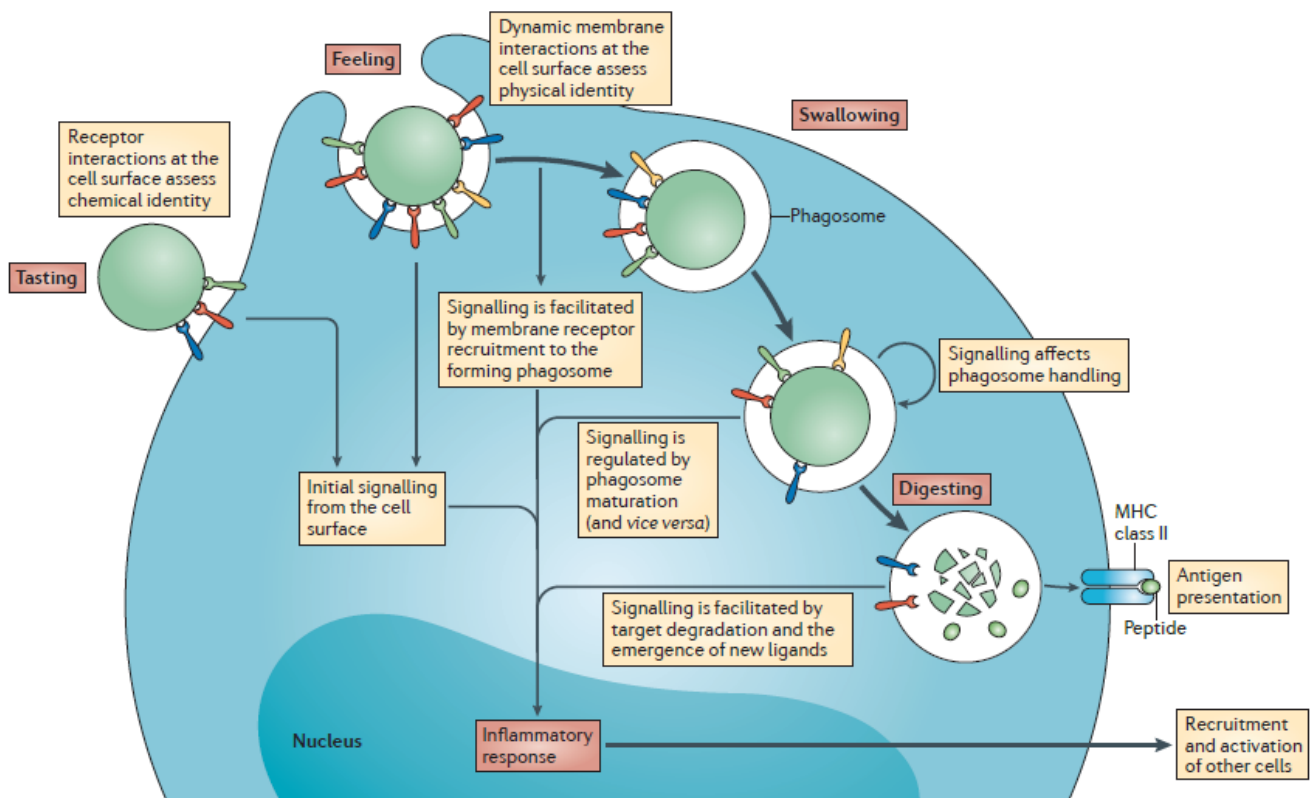 Feeling
Dynamic membrane
interactions at the
cell surface assess
physical identity
Swallowing
Receptor
interactions at the
cell surface assess
chemical identity
Tasting
Phagosome
Signalling is facilitated
by membrane receptor
recruitment to the
forming phagosome
Signalling affects
phagosome handling
Signalling is
regulated by
phagosome
maturation
(and vice versa)
Initial signalling
from the cell
surface
Digesting
MHC
class II
Antigen
presentation
Peptide
Signalling is facilitated by
target degradation and the
emergence of new ligands
Nucleus
Inflammatory
response
Recruitment
and activation
of other cells